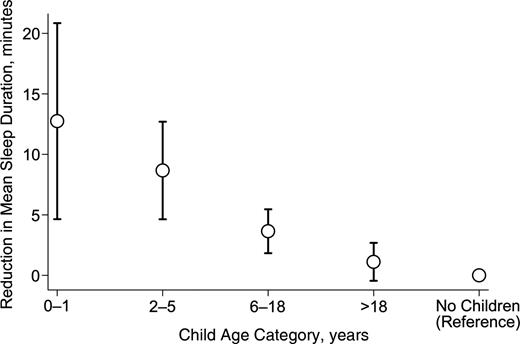 Reduction in Mean Sleep Duration, minutes
20
15
10
5
0
0–1
2–5
6–18
>18
No Children
(Reference)
Child Age Category, years